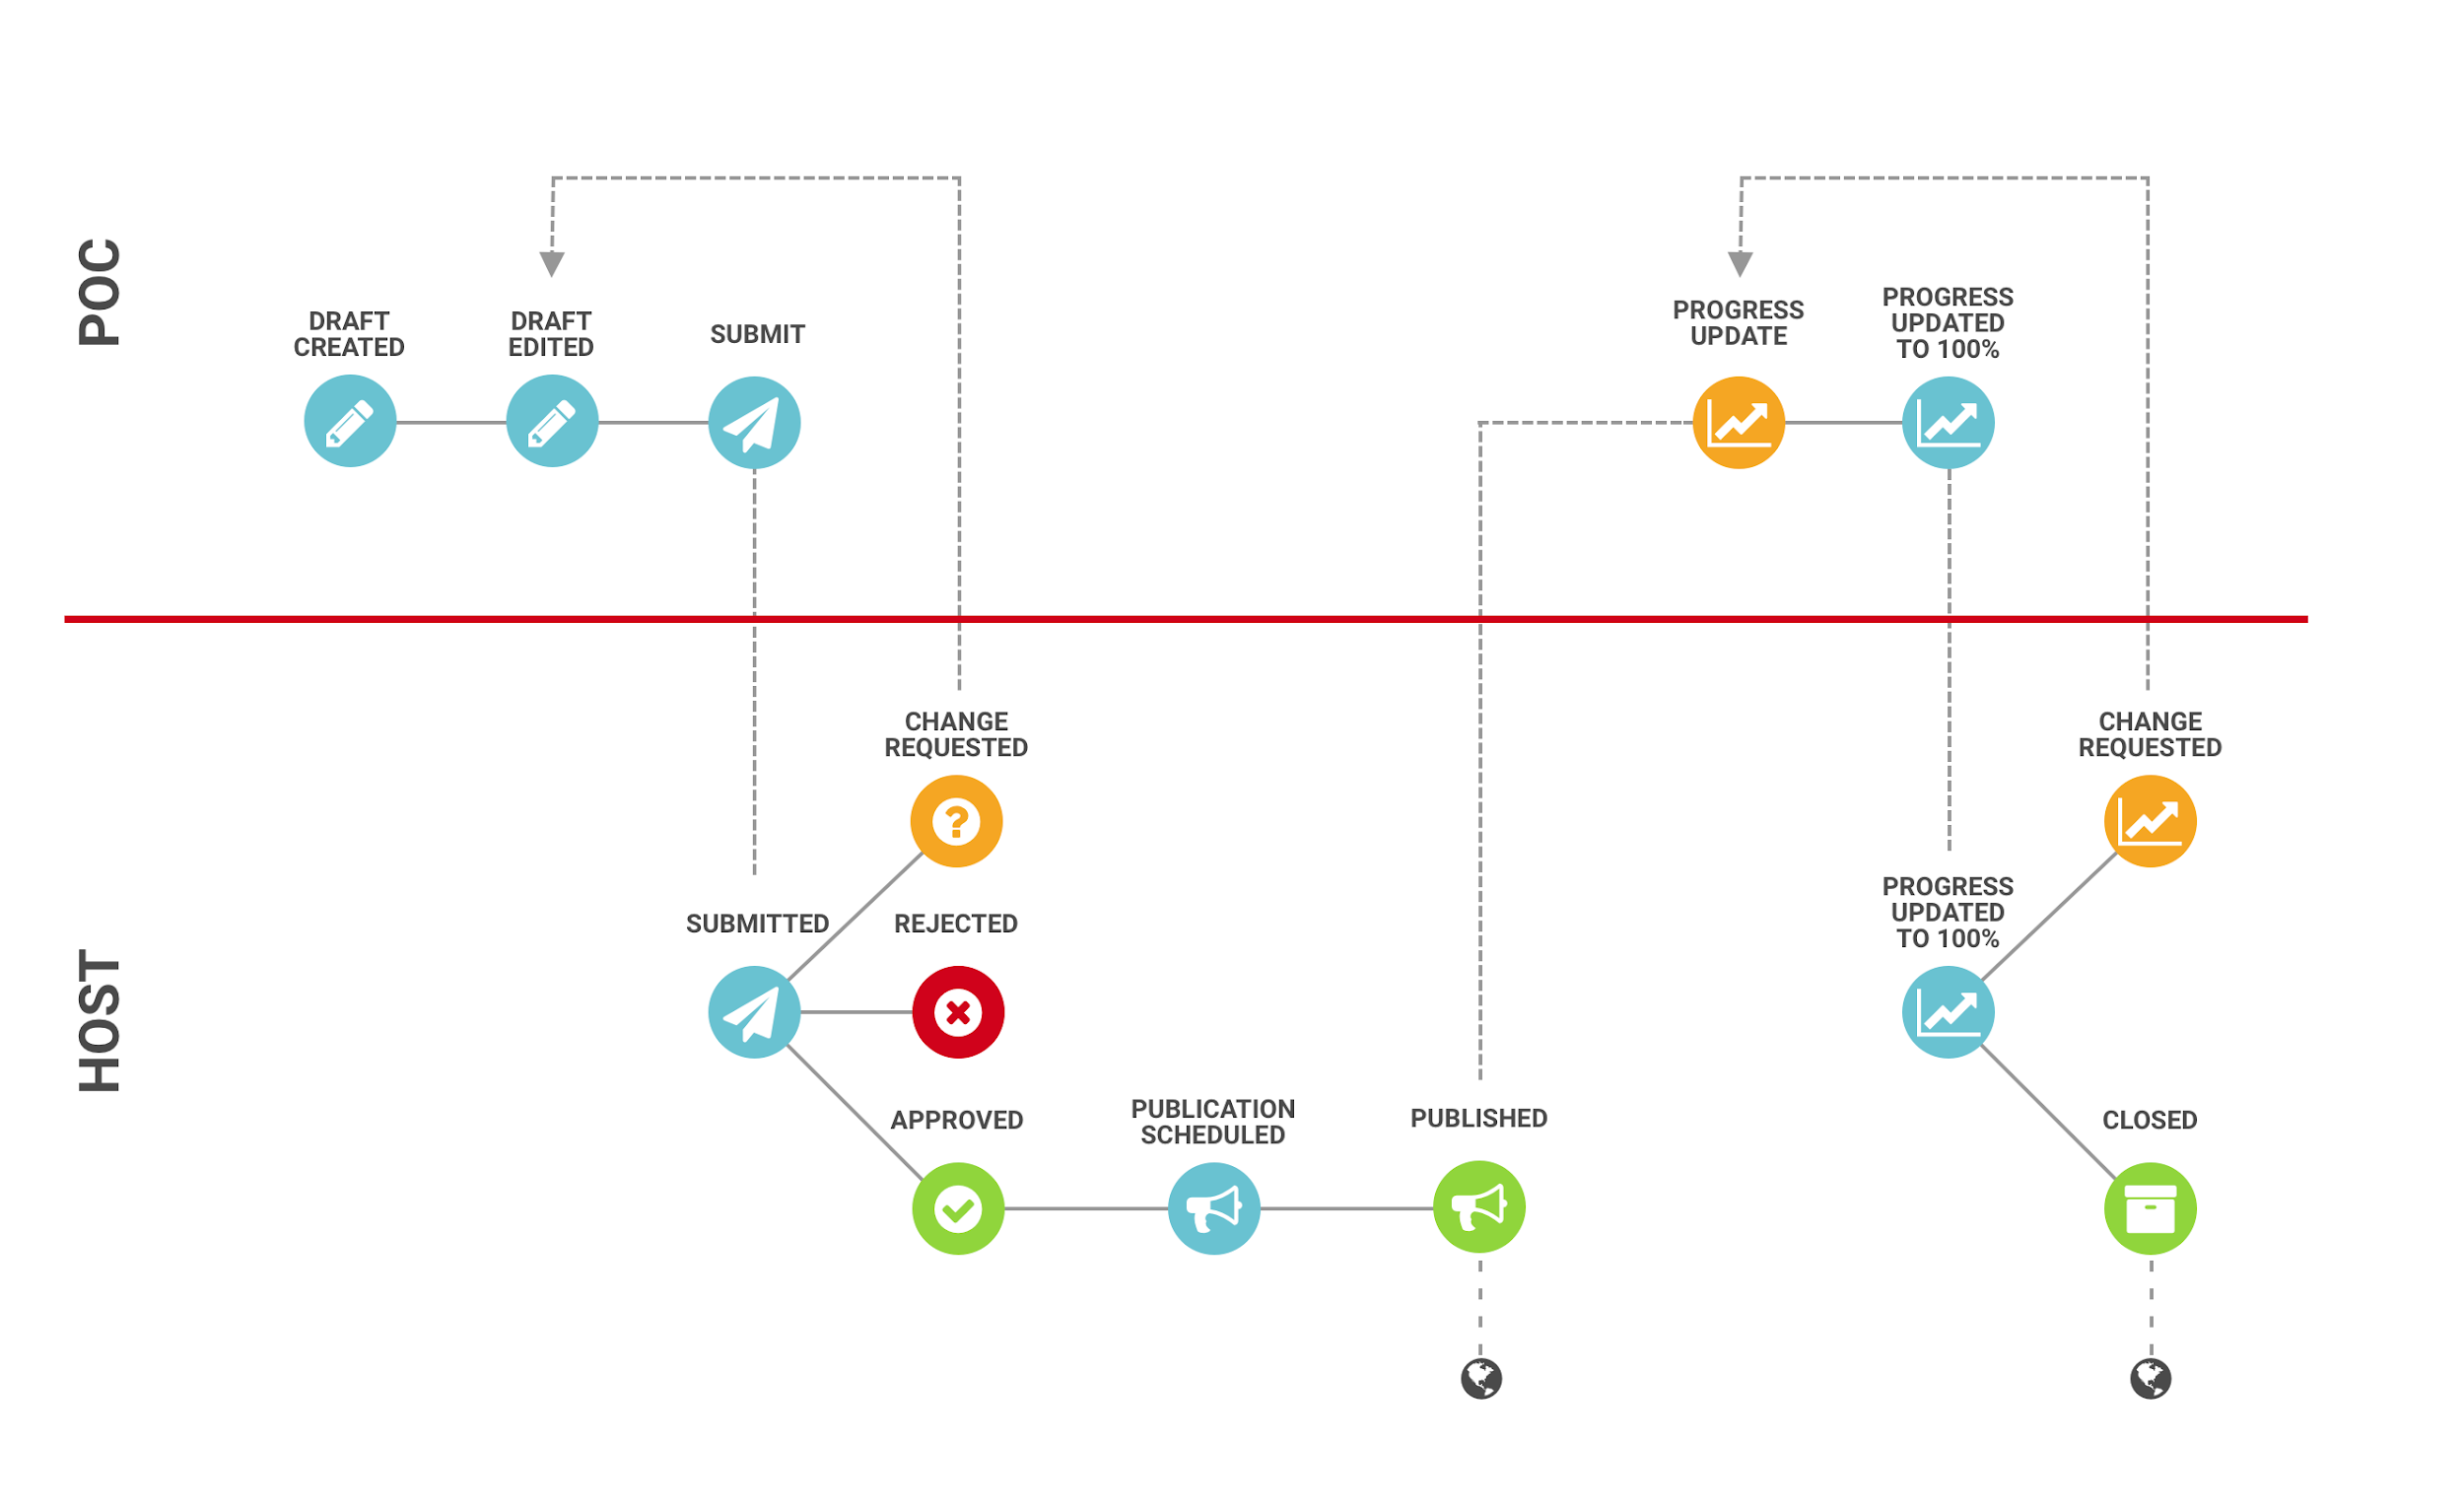 POC
DRAFT
CREATED
DRAFT
EDITED
SUBMIT
PROGRESS
UPDATE
PROGRESS
UPDATED
TO 100%
HOST
SUBMITTED
CHANGE
REQUESTED
REJECTED
APPROVED
PUBLICATION
SCHEDULED
PUBLISHED
PROGRESS
UPDATED
TO 100%
CHANGE
REQUESTED
CLOSED